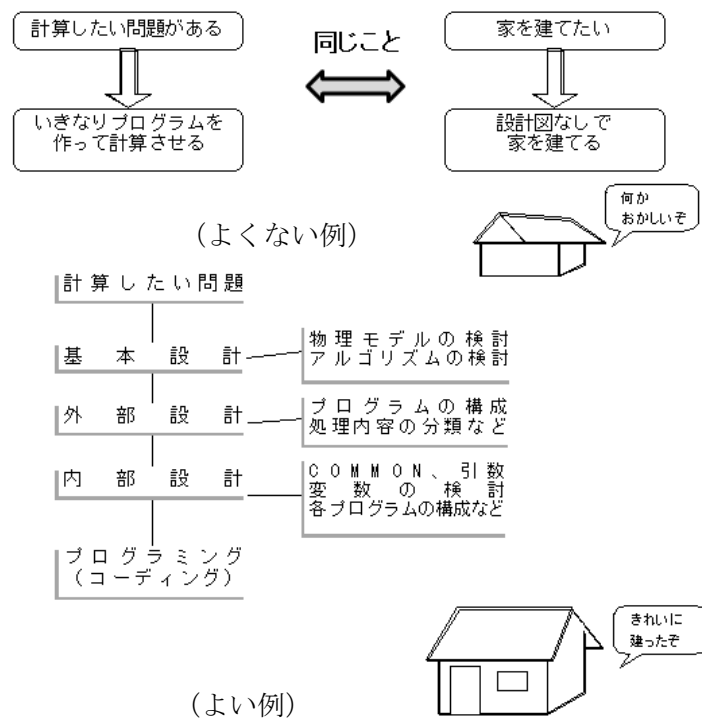 計算したい問題がある
同じこと
家を建てたい
いきなりプログラムを
作って計算させる
設計図なしで
家を建てる
何か
おかしいぞ
（よくない例）
計算したい問題
基本設計
物理モデルの検討
アルゴリズムの検討
外部設計
プログラムの構成
処理内容の分類など
内部設計
COMMON、引数
変数の検討
各プログラムの構成など
プログラミング
（コーディング）
きれいに
建ったぞ
（よい例）